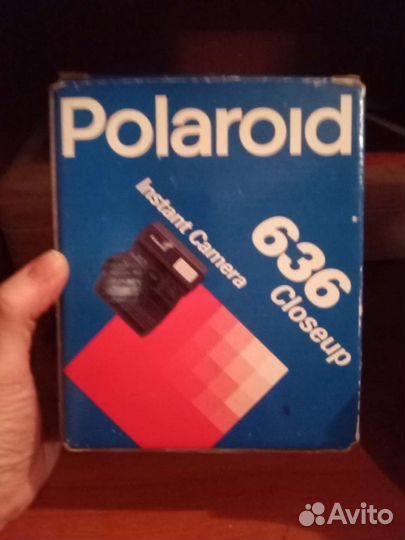 Polaroid
Instant Camera
636
Closeup
Avito